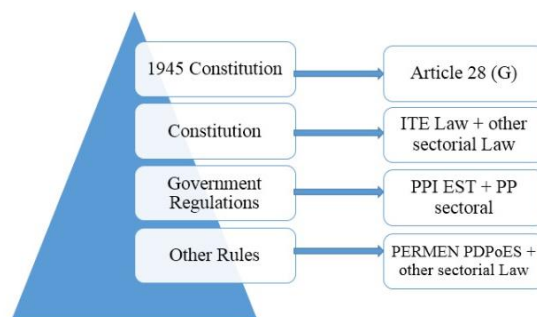 1945 Constitution
Article 28 (G)
Constitution
ITE Law + other
sectorial Law
Government
Regulations
PPI EST + PP
sectoral
Other Rules
PERMEN PDPoES +
other sectorial Law